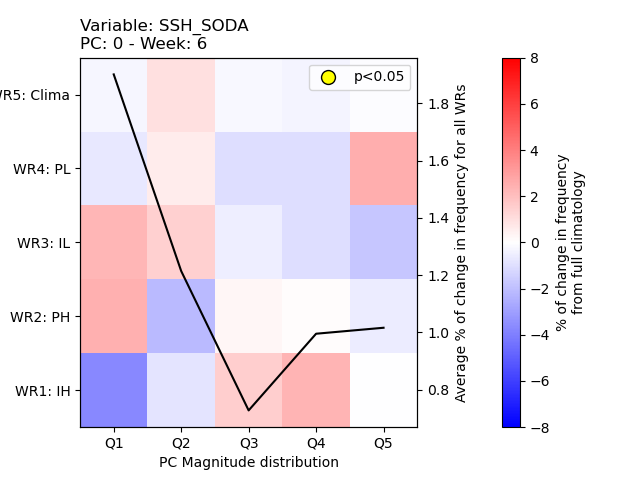 Variable: SSH_SODA
PC: 0 - Week: 6
p<0.05
WR5: Clima
WR4: PL
WR3: IL
WR2: PH
WR1: IH
Q1 Q2 Q3 Q4 Q5
PC Magnitude distribution
1.8
1.6
1.4
1.2
1.0
0.8
Average % of change in frequency for all WRs
8
6
4
2
0
−2
−4
−6
−8
% of change in frequency
from full climatology